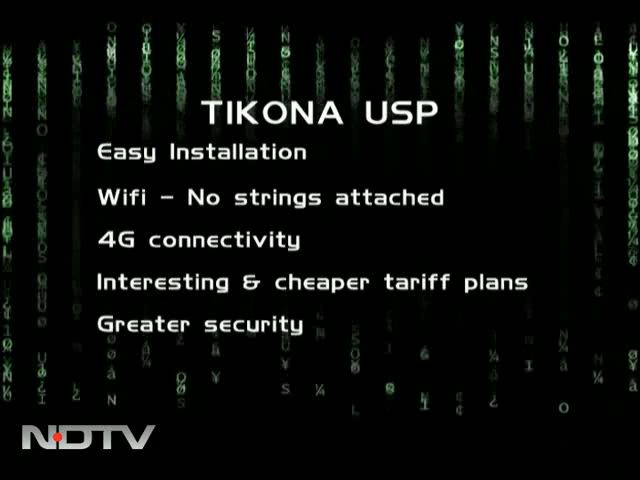 TIKONA USP
Easy Installation
Wifi – No strings attached
4G connectivity
Interesting & cheaper tariff plans
Greater security
NDTV